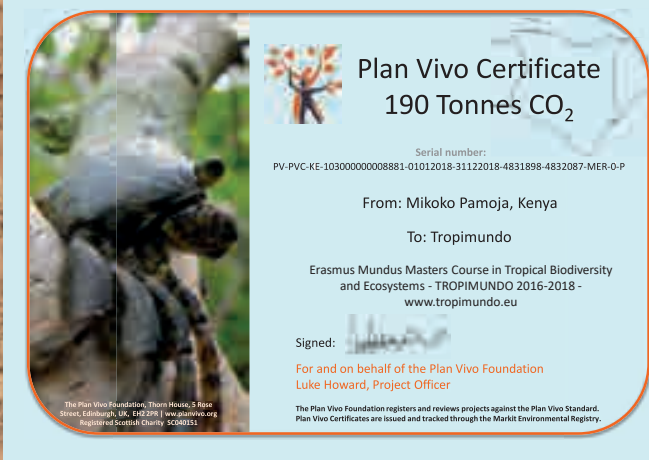 Plan Vivo Certificate
190 Tonnes CO₂
Serial number:
PV-PVC-KE-103000000008881-01012018-31122018-4831898-4832087-MER-0-P
From: Mikoko Pamoja, Kenya
To: Tropimundo
Erasmus Mundus Masters Course in Tropical Biodiversity
and Ecosystems - TROPIMUNDO 2016-2018 -
www.tropimundo.eu
Signed:
For and on behalf of the Plan Vivo Foundation
Luke Howard, Project Officer
The Plan Vivo Foundation registers and reviews projects against the Plan Vivo Standard.
Plan Vivo Certificates are issued and tracked through the Markit Environmental Registry.
The Plan Vivo Foundation, Thorn House, 5 Rose
Street, Edinburgh, UK, EH2 2PR | ww.planvivo.org
Registered Scottish Charity SC040151